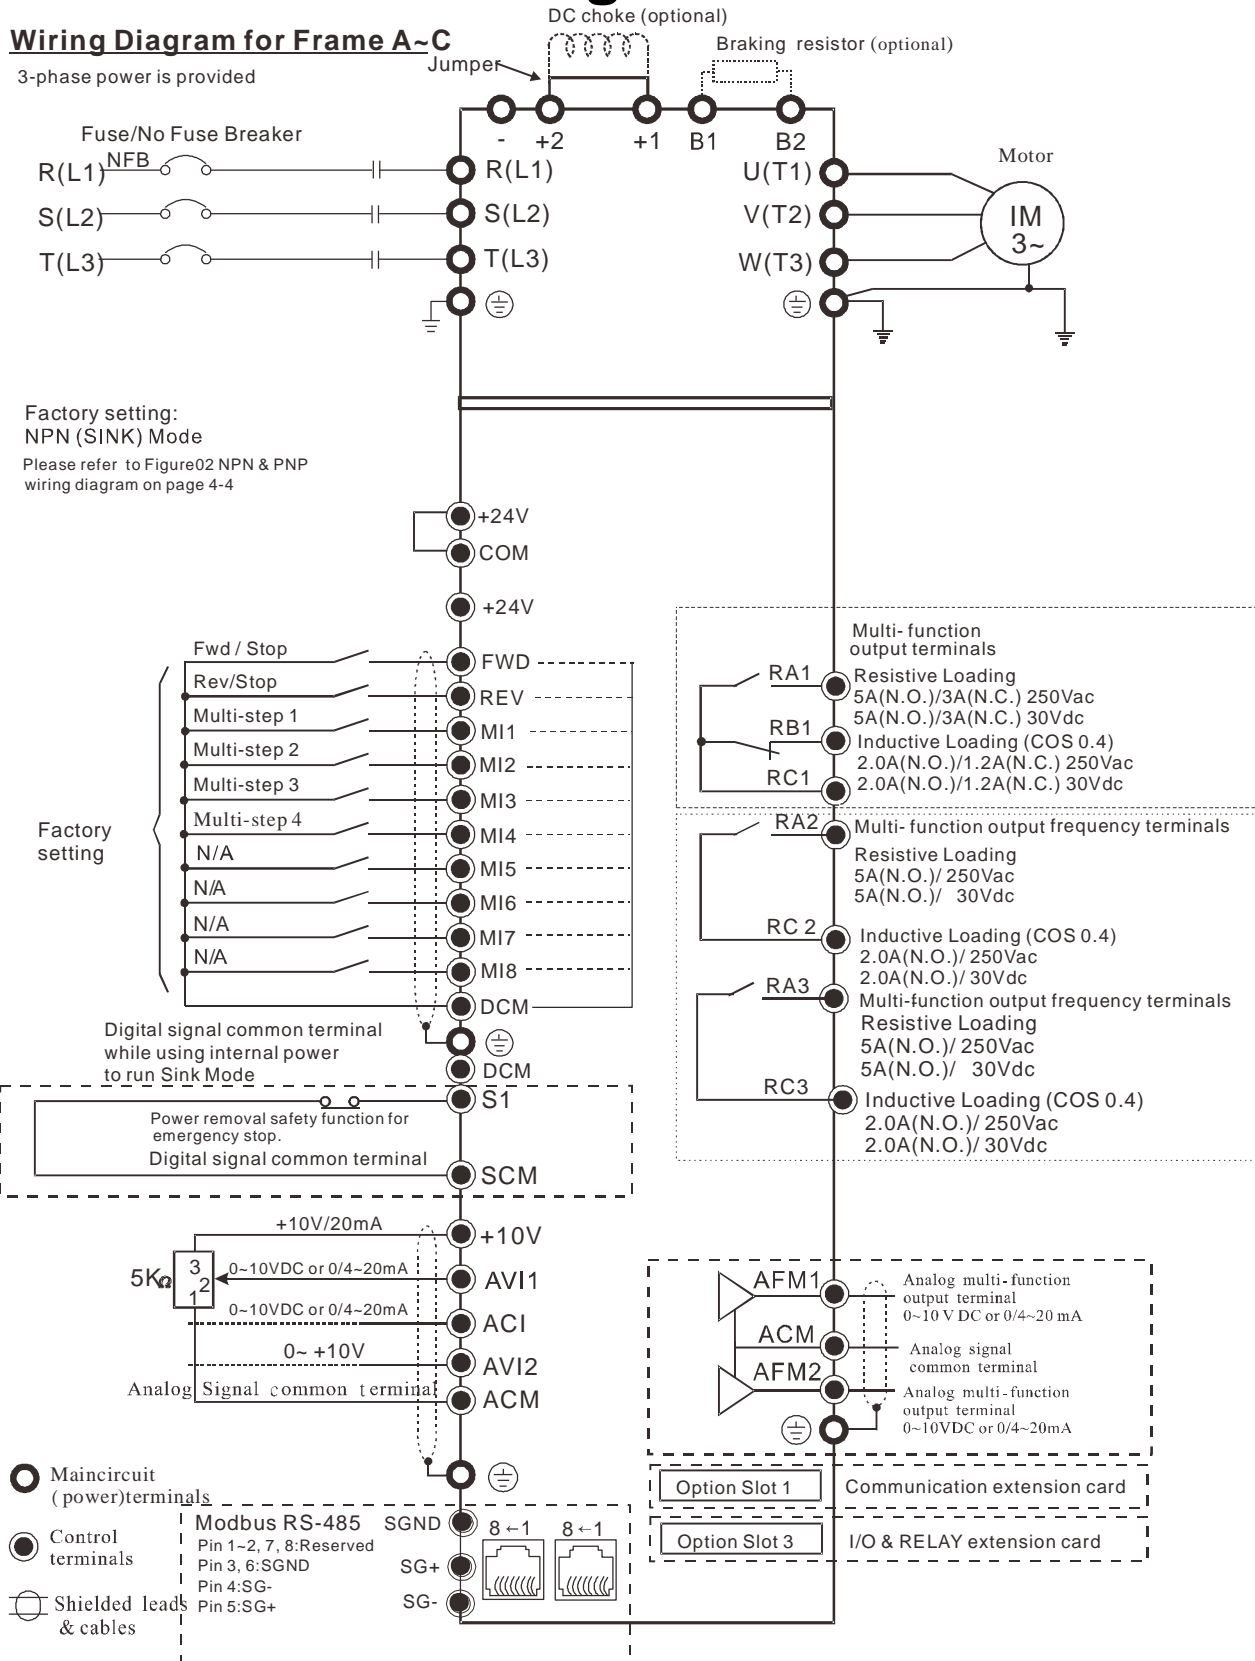 DC choke (optional)
Wiring Diagram for Frame A~C
Braking resistor (optional)
Jumper
3-phase power is provided
- +2 +1 B1 B2
Fuse/No Fuse Breaker
Motor
R(L1) NFB R(L1) U(T1)
S(L2) S(L2) V(T2) IM
3~
T(L3) T(L3) W(T3)
Factory setting:
NPN (SINK) Mode
Please refer to Figure02 NPN & PNP
wiring diagram on page 4-4
+24V
COM
+24V
Fwd / Stop FWD
Rev/Stop REV
Multi-step 1 MI1
Multi-step 2 MI2
Multi-step 3 MI3
Multi-step 4 MI4
N/A MI5
N/A MI6
N/A MI7
N/A MI8
DCM
Factory
setting
Digital signal common terminal
while using internal power
to run Sink Mode
DCM
S1
Power removal safety function for
emergency stop.
Digital signal common terminal
SCM
Multi-function
output terminals
RA1 Resistive Loading
5A(N.O.)/3A(N.C.) 250Vac
5A(N.O.)/3A(N.C.) 30Vdc
RB1 Inductive Loading (COS 0.4)
2.0A(N.O.)/1.2A(N.C.) 250Vac
RC1 2.0A(N.O.)/1.2A(N.C.) 30Vdc
RA2 Multi-function output frequency terminals
Resistive Loading
5A(N.O.)/ 250Vac
5A(N.O.)/ 30Vdc
RC 2 Inductive Loading (COS 0.4)
2.0A(N.O.)/ 250Vac
2.0A(N.O.)/ 30Vdc
RA3 Multi-function output frequency terminals
Resistive Loading
5A(N.O.)/ 250Vac
5A(N.O.)/ 30Vdc
RC3 Inductive Loading (COS 0.4)
2.0A(N.O.)/ 250Vac
2.0A(N.O.)/ 30Vdc
+10V/20mA +10V
5KΩ 3 2 1
0~10VDC or 0/4~20mA AVI1
0~10VDC or 0/4~20mA ACI
0~ +10V AVI2
Analog Signal common terminal ACM
AFM1 Analog multi-function
output terminal
0~10 V DC or 0/4~20 mA
ACM Analog signal
common terminal
AFM2 Analog multi-function
output terminal
0~10VDC or 0/4~20mA
Option Slot 1 Communication extension card
Option Slot 3 I/O & RELAY extension card
Maincircuit
(power)terminals
Control
terminals
Shielded leads
& cables
Modbus RS-485
Pin 1~2, 7, 8:Reserved
Pin 3, 6:SGND
Pin 4:SG-
Pin 5:SG+
SGND
SG+
SG-
8←1 8←1